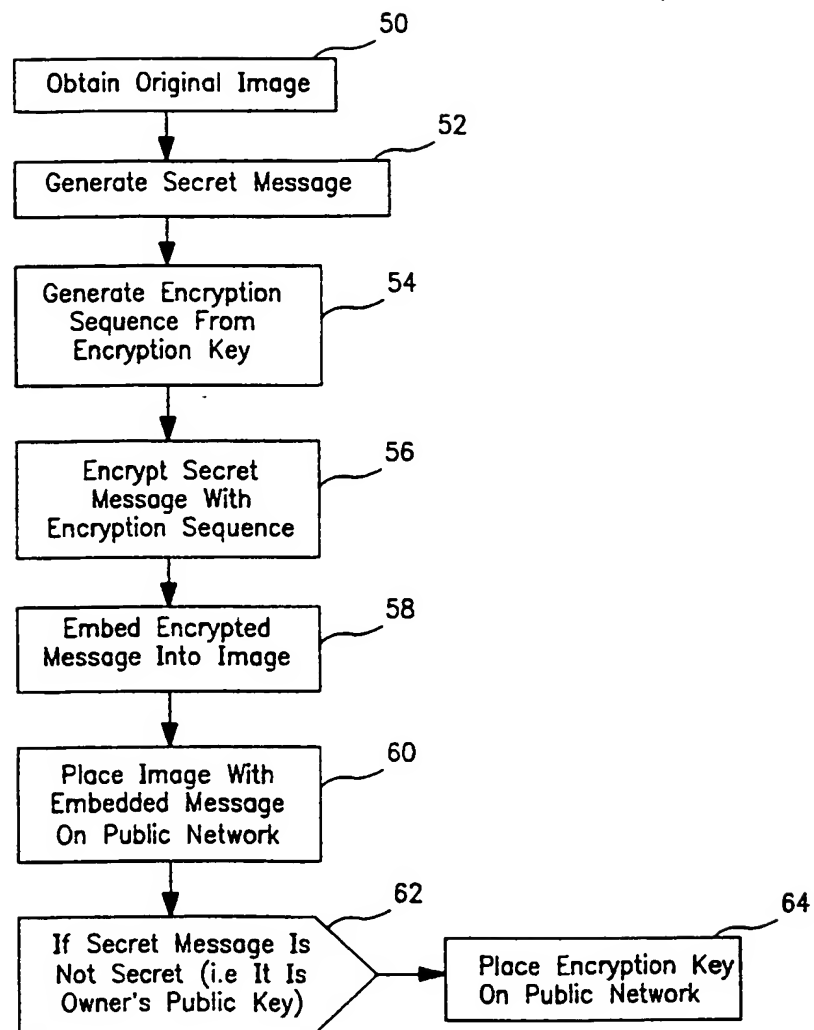 50
Obtain Original Image
52
Generate Secret Message
54
Generate Encryption
Sequence From
Encryption Key
56
Encrypt Secret
Message With
Encryption Sequence
58
Embed Encrypted
Message Into Image
60
Place Image With
Embedded Message
On Public Network
62
If Secret Message Is
Not Secret (i.e It Is
Owner's Public Key)
64
Place Encryption Key
On Public Network